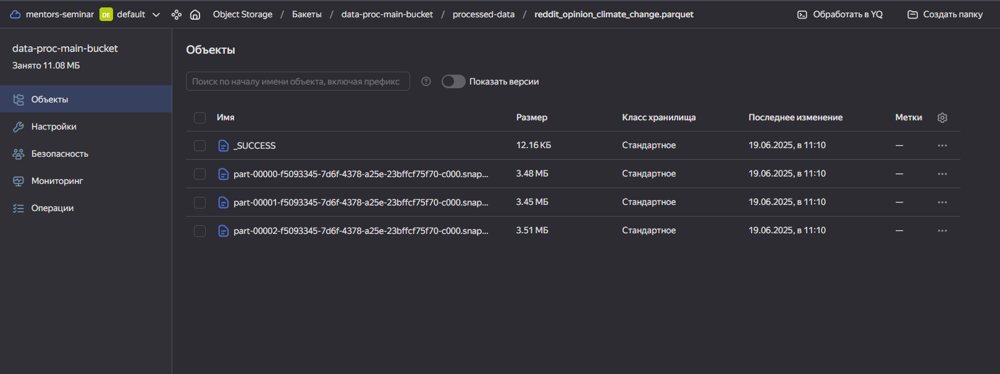 mentors-seminar DE default Object Storage / Бакеты / data-proc-main-bucket / processed-data / reddit_opinion_climate_change.parquet Обработать в YQ Создать папку
data-proc-main-bucket
Занято 11.08 МБ
Объекты
Настройки
Безопасность
Мониторинг
Операции
Объекты
Поиск по началу имени объекта, включая префикс ? Показать версии
Имя Размер Класс хранилища Последнее изменение Метки
_SUCCESS 12.16 КБ Стандартное 19.06.2025, в 11:10 — ...
part-00000-f5093345-7d6f-4378-a25e-23bffcf75f70-c000.snap... 3.48 МБ Стандартное 19.06.2025, в 11:10 — ...
part-00001-f5093345-7d6f-4378-a25e-23bffcf75f70-c000.snap... 3.45 МБ Стандартное 19.06.2025, в 11:10 — ...
part-00002-f5093345-7d6f-4378-a25e-23bffcf75f70-c000.snap... 3.51 МБ Стандартное 19.06.2025, в 11:10 — ...